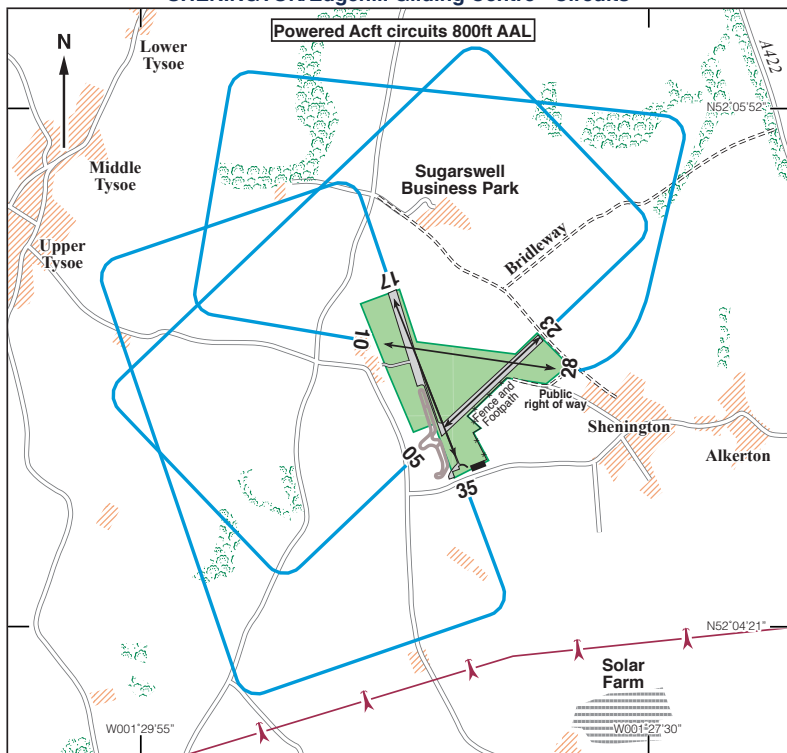 Powered Acft circuits 800ft AAL
N
Lower
Tysoe
A422
N52°05'52"
Middle
Tysoe
Sugarswell
Business Park
Upper
Tysoe
Bridleway
17
10
23
28
Fence and
Footpath
Public
right of way
Shenington
Alkerton
05
35
N52°04'21"
Solar
Farm
W001°29'55"
W001°27'30"